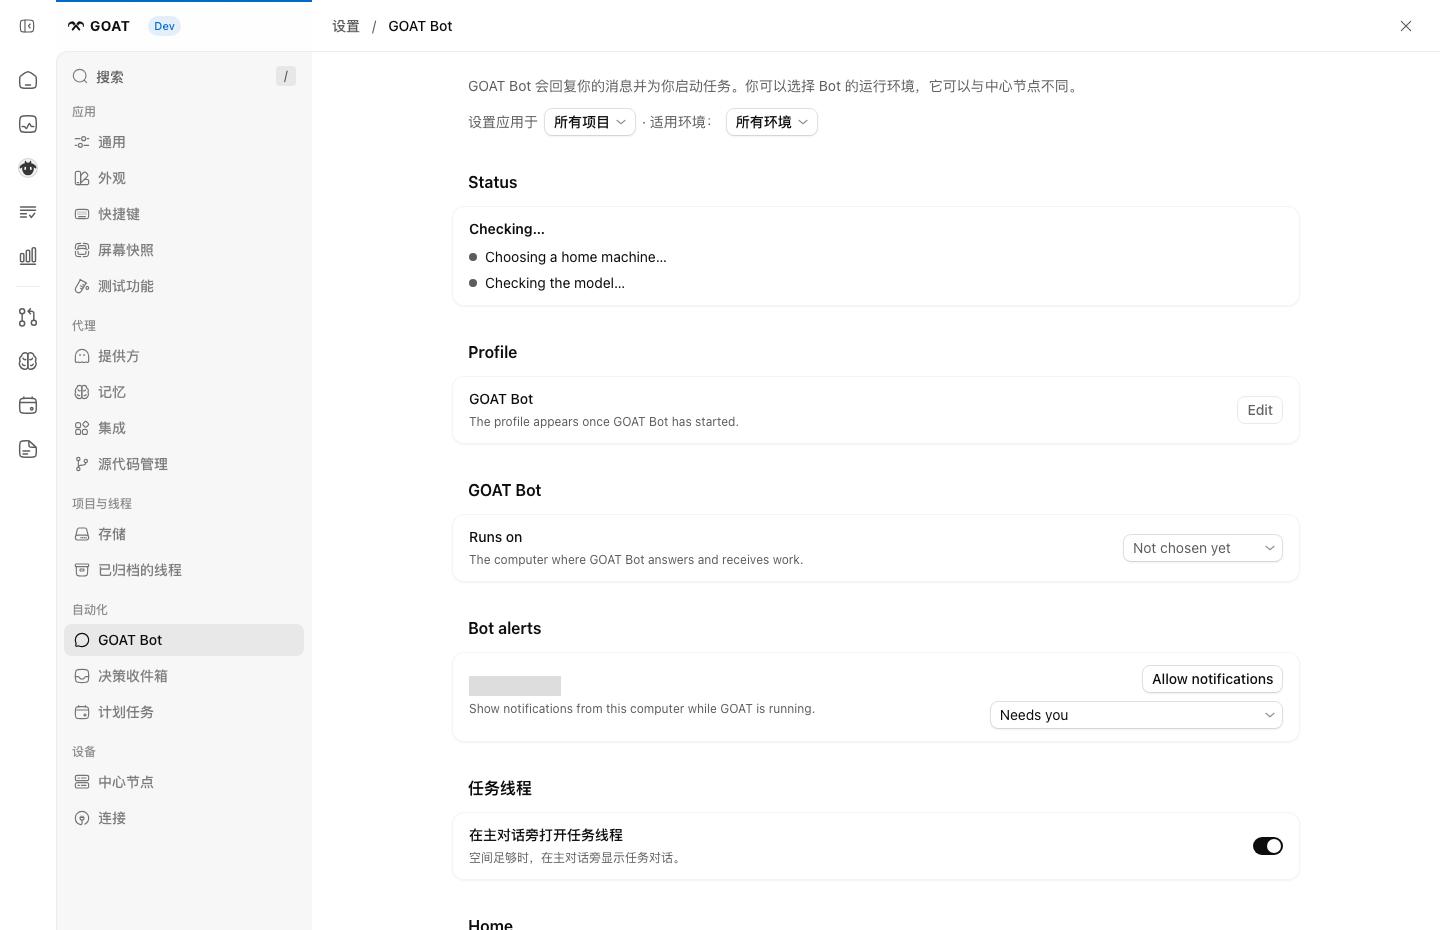 GOAT
Dev
设置 / GOAT Bot
搜索
/
应用
通用
外观
快捷键
屏幕快照
测试功能
代理
提供方
记忆
集成
源代码管理
项目与线程
存储
已归档的线程
自动化
GOAT Bot
决策收件箱
计划任务
设备
中心节点
连接
GOAT Bot 会回复你的消息并为你启动任务。你可以选择 Bot 的运行环境，它可以与中心节点不同。
设置应用于 所有项目 · 适用环境： 所有环境
Status
Checking...
Choosing a home machine...
Checking the model...
Profile
GOAT Bot
The profile appears once GOAT Bot has started.
Edit
GOAT Bot
Runs on
The computer where GOAT Bot answers and receives work.
Not chosen yet
Bot alerts
Show notifications from this computer while GOAT is running.
Allow notifications
Needs you
任务线程
在主对话旁打开任务线程
空间足够时，在主对话旁显示任务对话。
Home